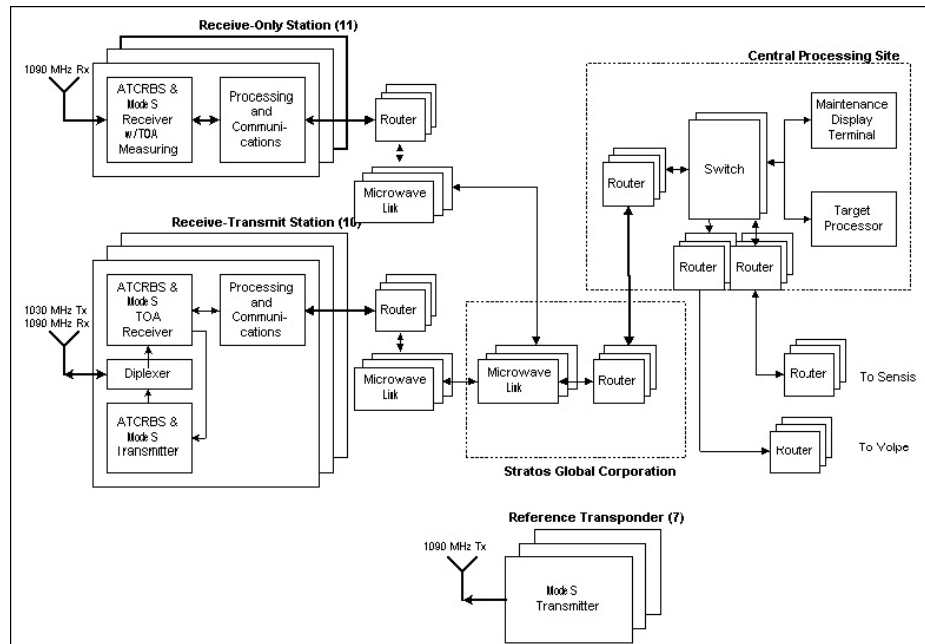 Receive-Only Station (11)
1090 MHz Rx
ATCRBS &
Mode S
Receiver
w/TOA
Measuring
Processing
and
Communi-
cations
Router
Microwave
Link
Receive-Transmit Station (10)
1030 MHz Tx
1090 MHz Rx
ATCRBS &
Mode S
TOA
Receiver
Processing
and
Communi-
cations
Diplexer
ATCRBS &
Mode S
Transmitter
Router
Microwave
Link
Microwave
Link
Router
Stratos Global Corporation
Central Processing Site
Router
Switch
Maintenance
Display
Terminal
Target
Processor
Router
Router
Router
To Sensis
Router
To Volpe
Reference Transponder (7)
1090 MHz Tx
Mode S
Transmitter